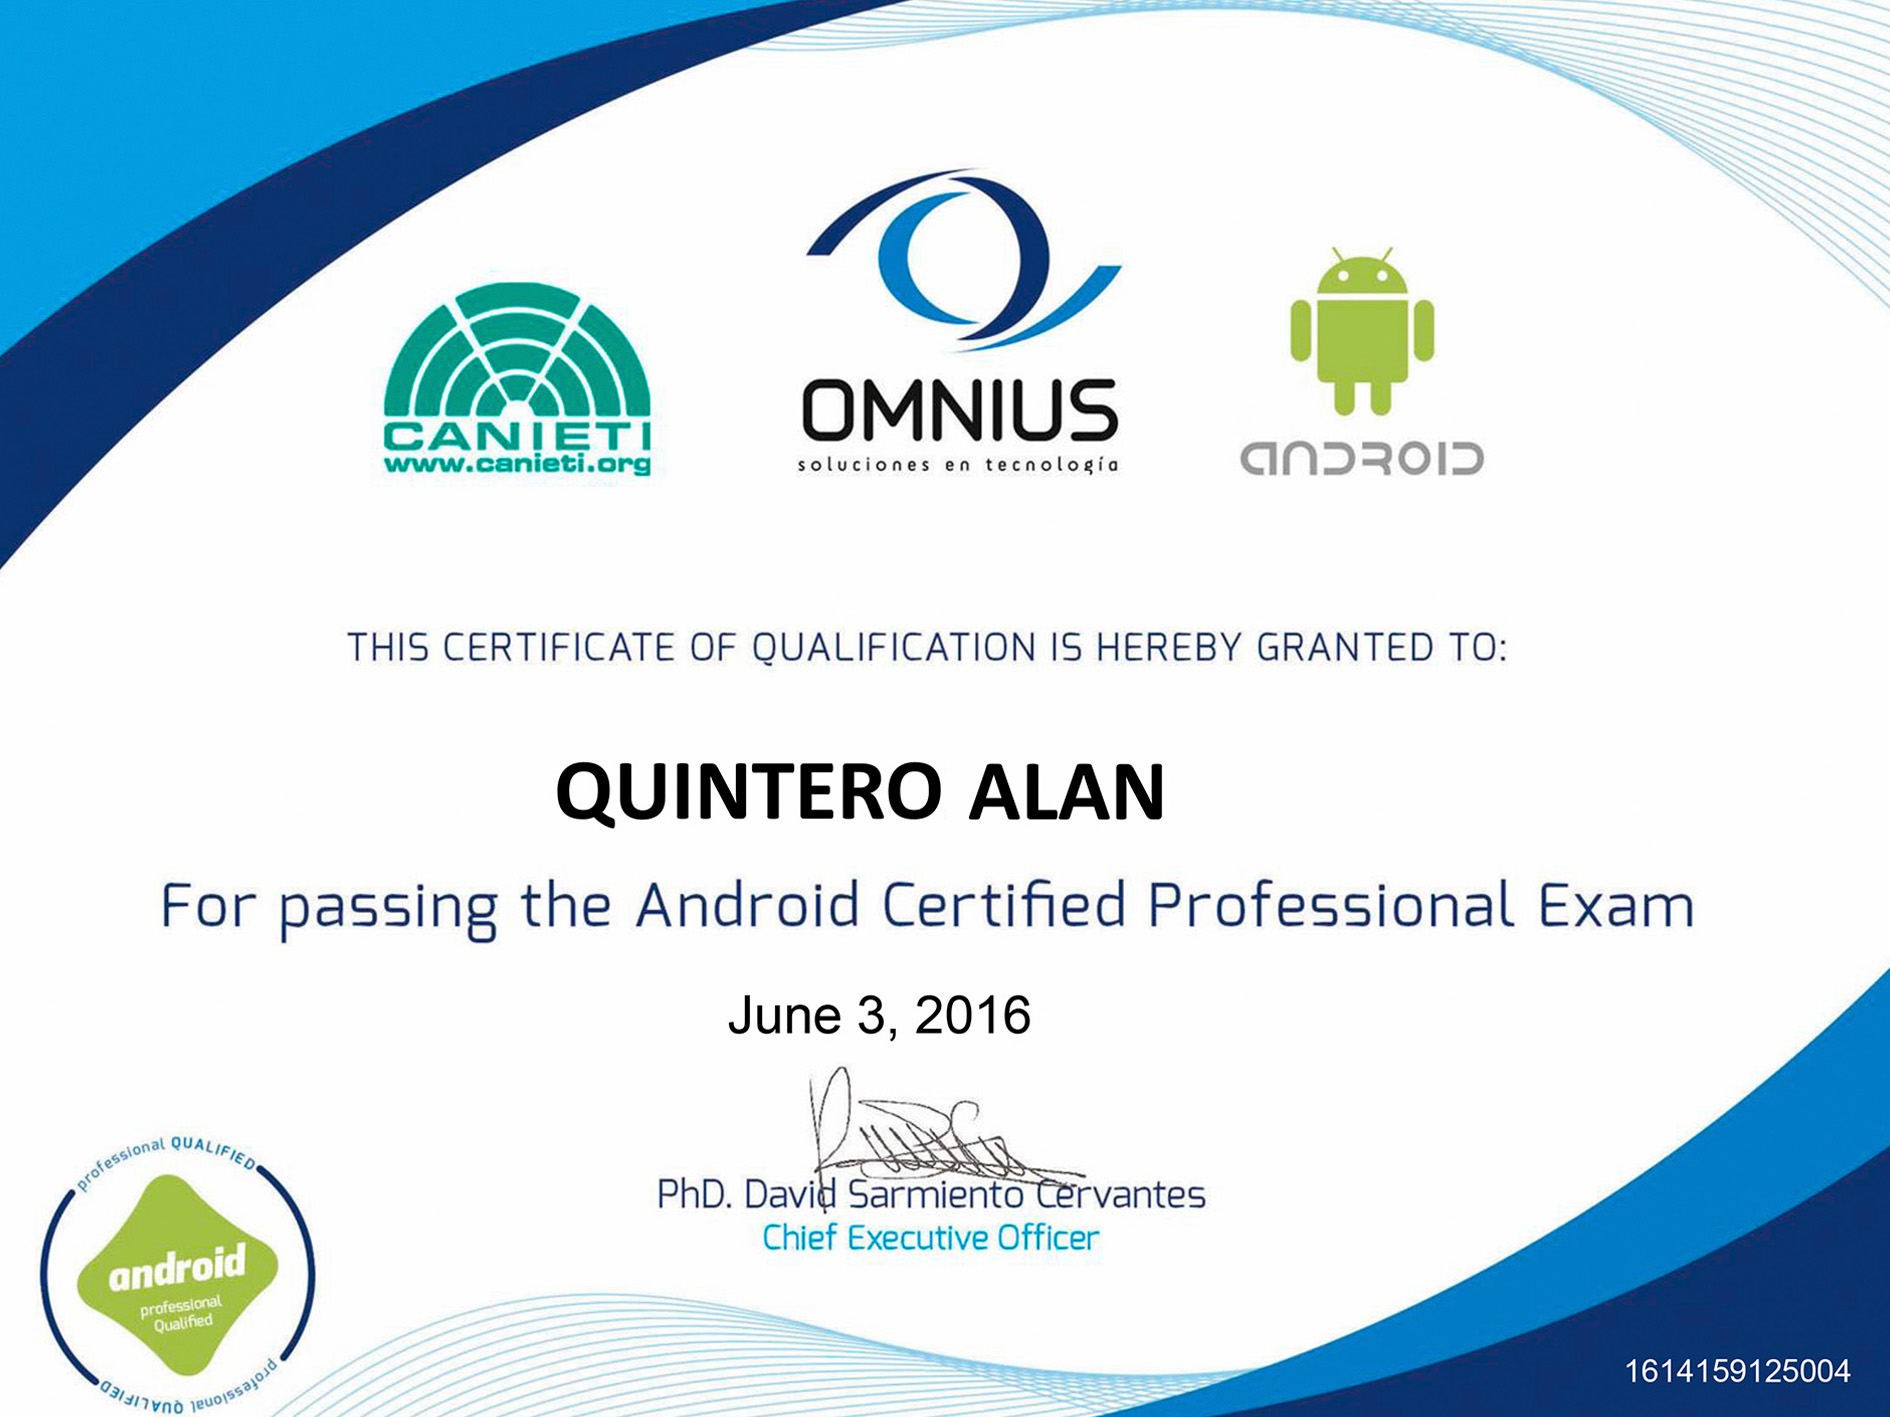 CANIETI
www.canieti.org
OMNIUS
soluciones en tecnología
ANDROID
THIS CERTIFICATE OF QUALIFICATION IS HEREBY GRANTED TO:
QUINTERO ALAN
For passing the Android Certified Professional Exam
June 3, 2016
PhD. David Sarmiento Cervantes
Chief Executive Officer
professional QUALIFIED
android
professional
Qualified
professional QUALIFIED
1614159125004